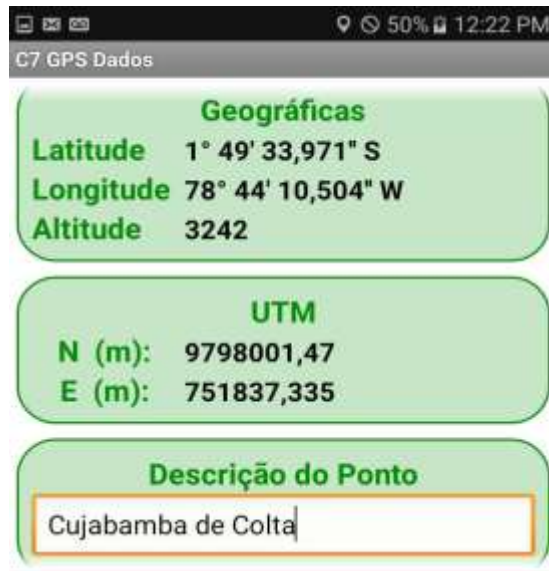 50% 12:22 PM
C7 GPS Dados
Geográficas
Latitude 1° 49' 33,971" S
Longitude 78° 44' 10,504" W
Altitude 3242
UTM
N (m): 9798001,47
E (m): 751837,335
Descrição do Ponto
Cujabamba de Colta